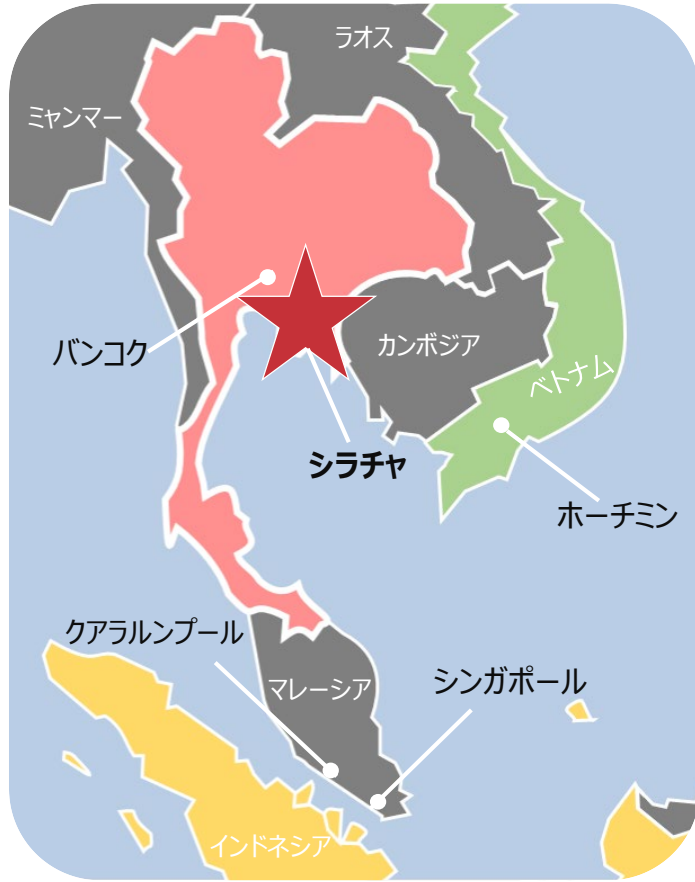 ラオス
ミャンマー
バンコク
カンボジア
ベトナム
シラチャ
ホーチミン
クアラルンプール
マレーシア
シンガポール
インドネシア